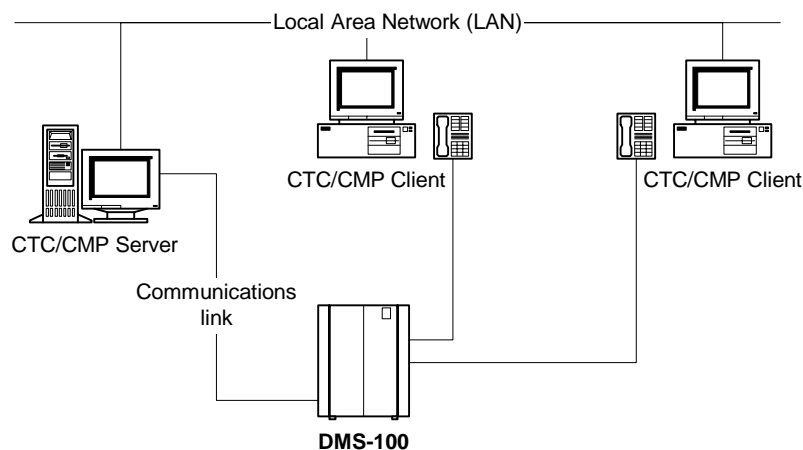 Local Area Network (LAN)
CTC/CMP Client
CTC/CMP Client
CTC/CMP Server
Communications
link
DMS-100